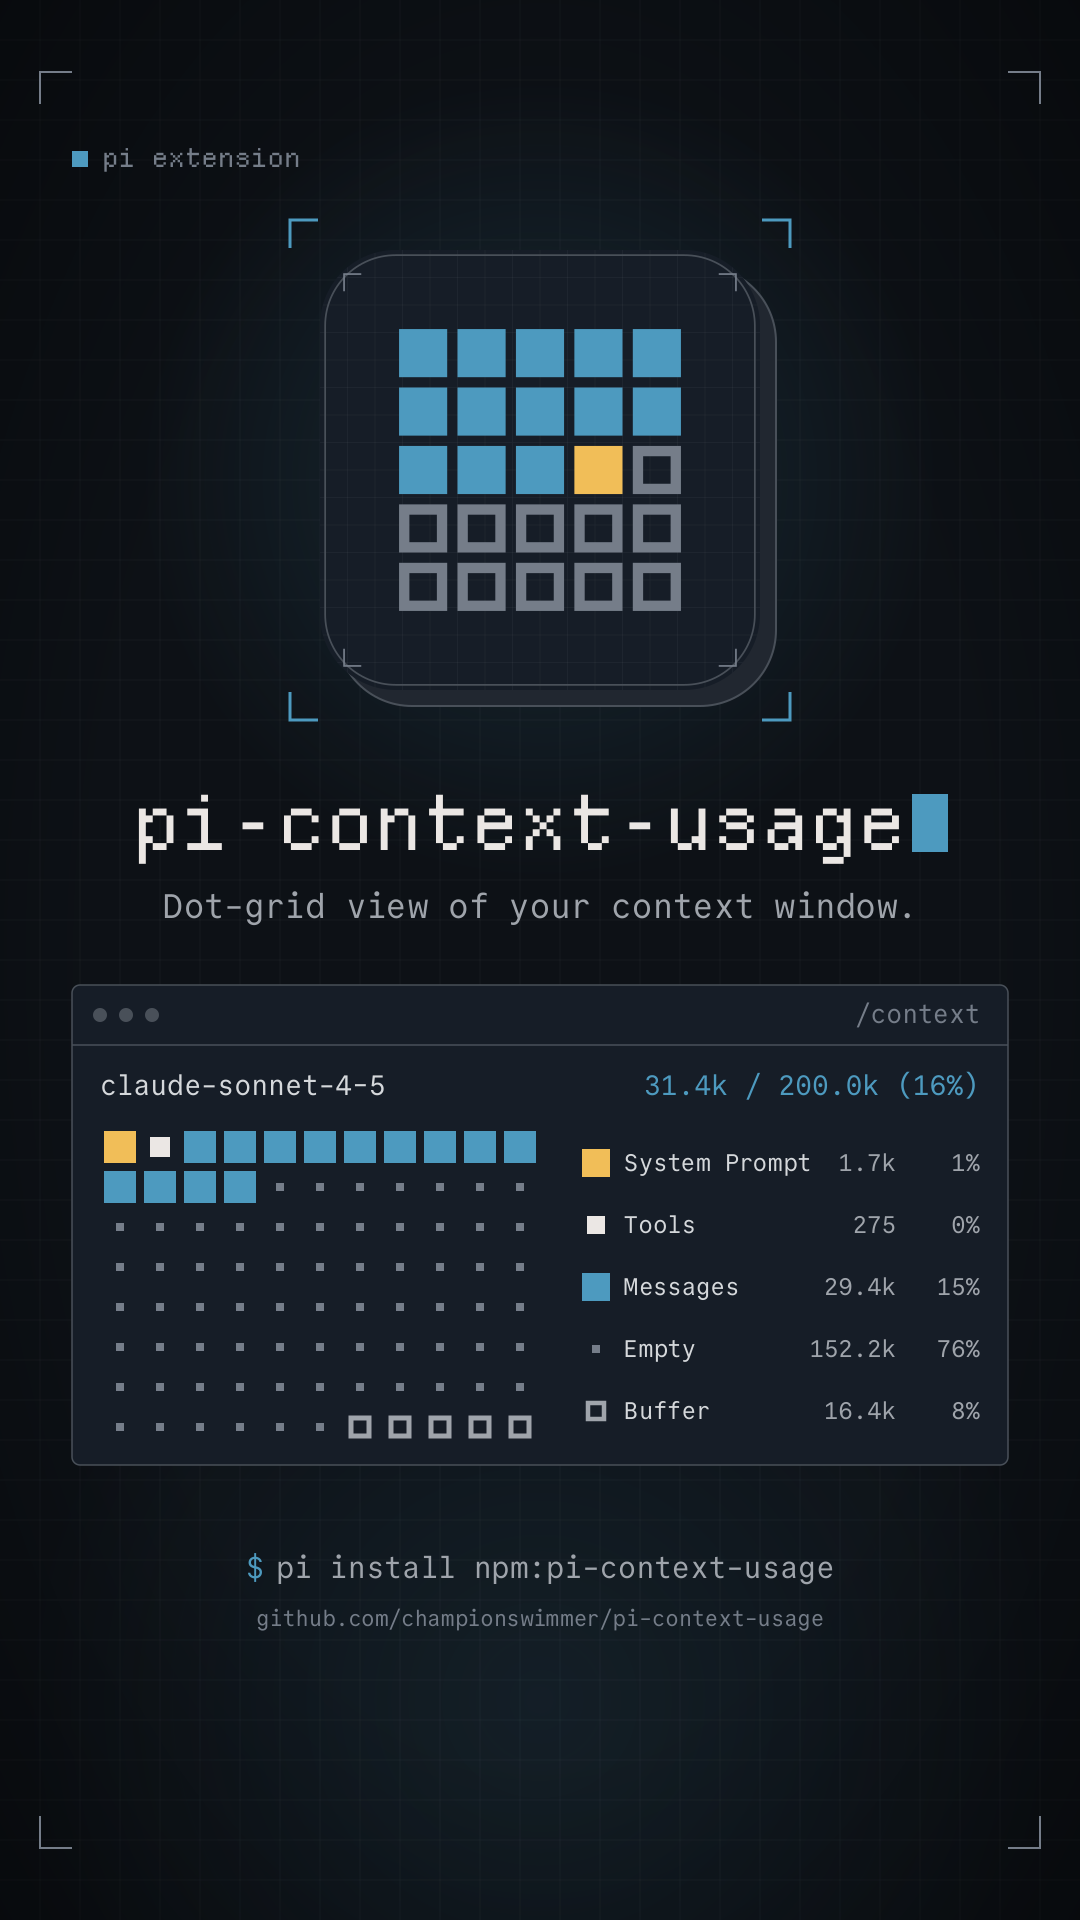 pi extension
pi-context-usage
Dot-grid view of your context window.
/context
claude-sonnet-4-5 31.4k / 200.0k (16%)
System Prompt 1.7k 1%
Tools 275 0%
Messages 29.4k 15%
Empty 152.2k 76%
Buffer 16.4k 8%
$ pi install npm:pi-context-usage
github.com/championswimmer/pi-context-usage